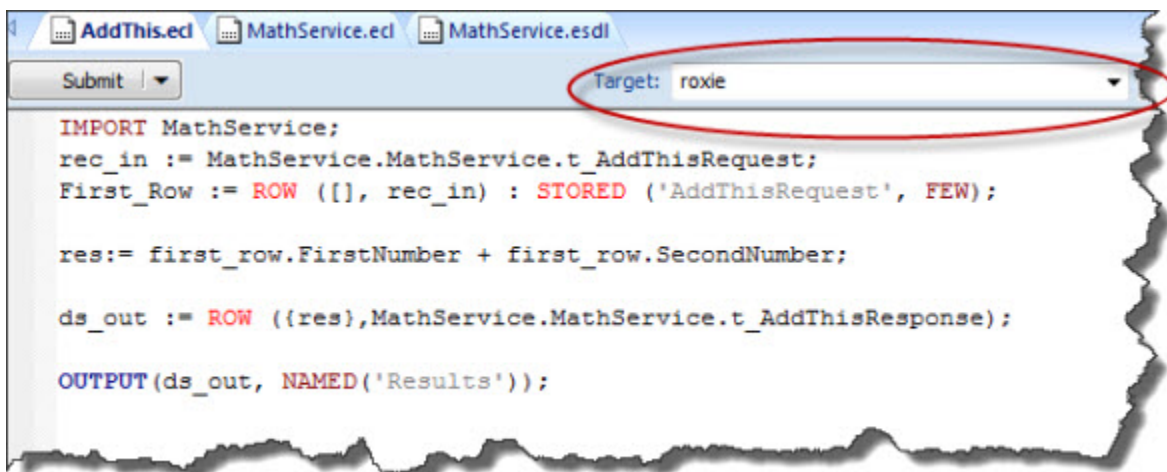 AddThis.ecl MathService.ecl MathService.esdl
Submit Target: roxie
IMPORT MathService;
rec_in := MathService.MathService.t_AddThisRequest;
First_Row := ROW ([], rec_in) : STORED ('AddThisRequest', FEW);
res:= first_row.FirstNumber + first_row.SecondNumber;
ds_out := ROW ({res},MathService.MathService.t_AddThisResponse);
OUTPUT(ds_out, NAMED('Results'));